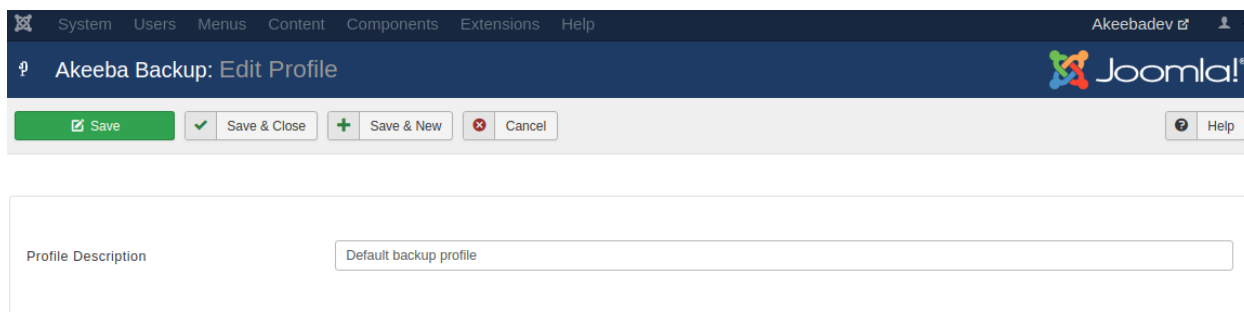 System Users Menus Content Components Extensions Help Akeebadev
Akeeba Backup: Edit Profile Joomla!®
Save Save & Close Save & New Cancel Help
Profile Description Default backup profile